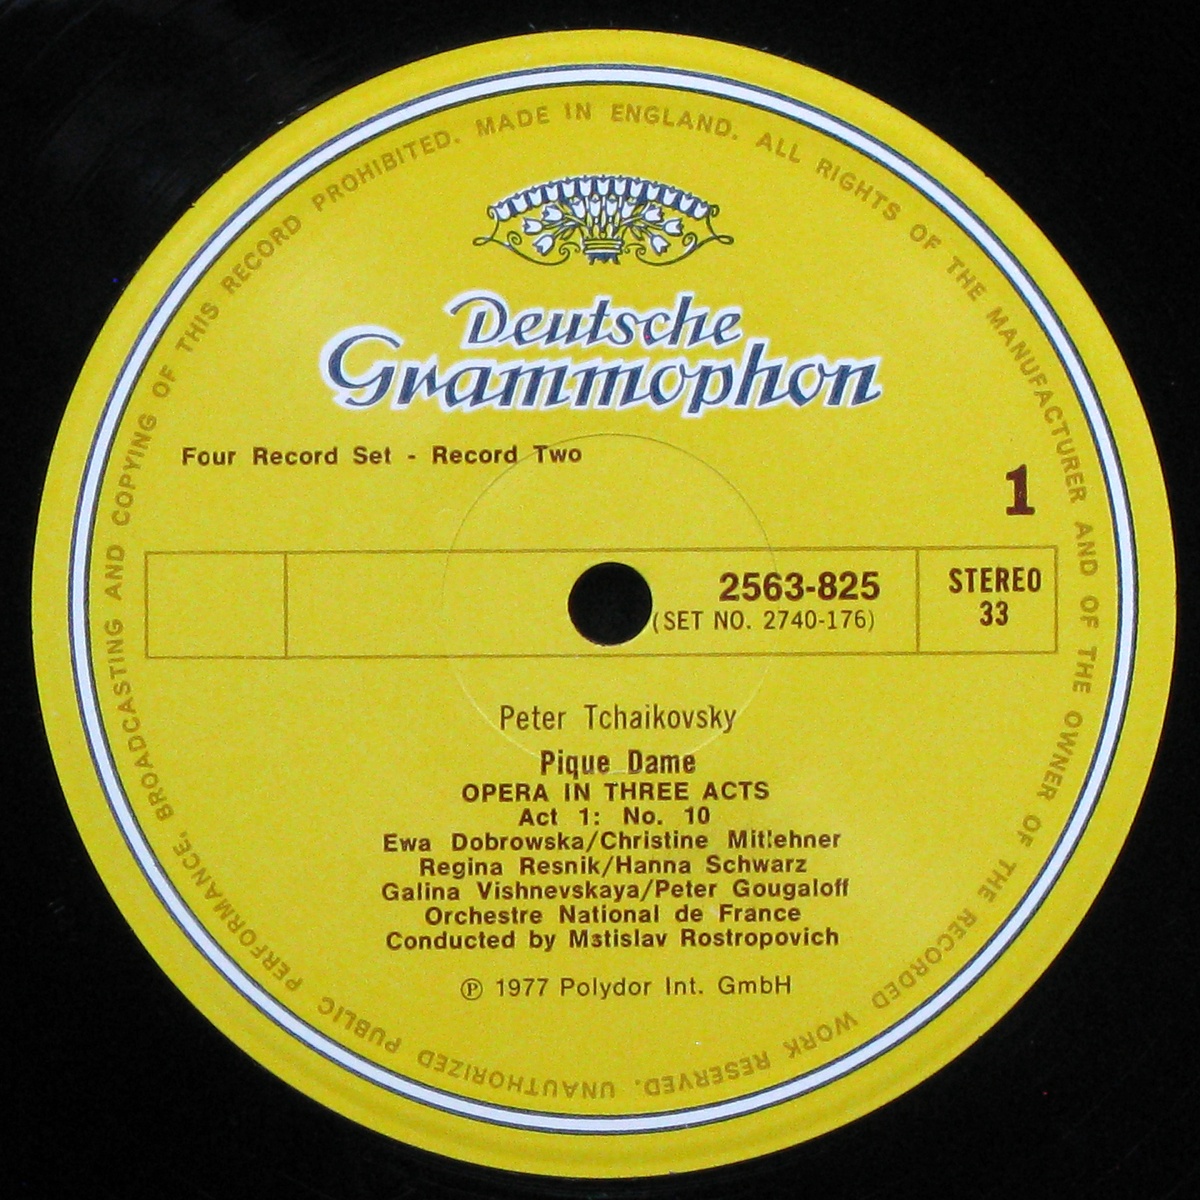 MADE IN ENGLAND. ALL RIGHTS OF THE MANUFACTURER AND OF THE OWNER OF THE RECORDED WORK RESERVED. UNAUTHORIZED PUBLIC PERFORMANCE, BROADCASTING AND COPYING OF THIS RECORD PROHIBITED.
Deutsche
Grammophon
Four Record Set - Record Two
1
2563-825
(SET NO. 2740-176)
STEREO
33
Peter Tchaikovsky
Pique Dame
OPERA IN THREE ACTS
Act 1: No. 10
Ewa Dobrowska/Christine Mitlehner
Regina Resnik/Hanna Schwarz
Galina Vishnevskaya/Peter Gougaloff
Orchestre National de France
Conducted by Mstislav Rostropovich
℗ 1977 Polydor Int. GmbH